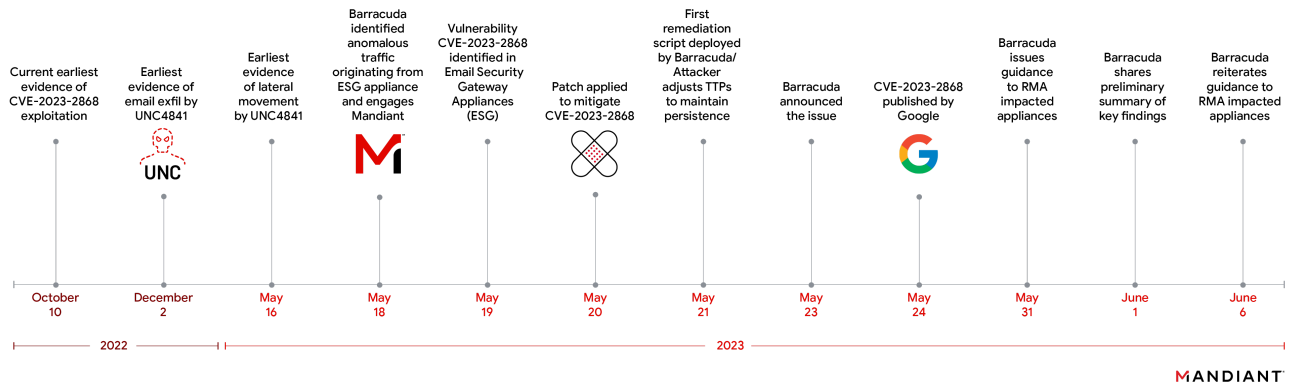 Current earliest
evidence of
CVE-2023-2868
exploitation
Earliest
evidence of
email exfil by
UNC4841
UNC
Earliest
evidence
of lateral
movement
by UNC4841
Barracuda
identified
anomalous
traffic
originating from
ESG appliance
and engages
Mandiant
Vulnerability
CVE-2023-2868
identified in
Email Security
Gateway
Appliances
(ESG)
Patch applied
to mitigate
CVE-2023-2868
First
remediation
script deployed
by Barracuda/
Attacker
adjusts TTPs
to maintain
persistence
Barracuda
announced
the issue
CVE-2023-2868
published by
Google
Barracuda
issues
guidance
to RMA
impacted
appliances
Barracuda
shares
preliminary
summary of
key findings
Barracuda
reiterates
guidance to
RMA impacted
appliances
October
10
December
2
May
16
May
18
May
19
May
20
May
21
May
23
May
24
May
31
June
1
June
6
2022
2023
MANDIANT